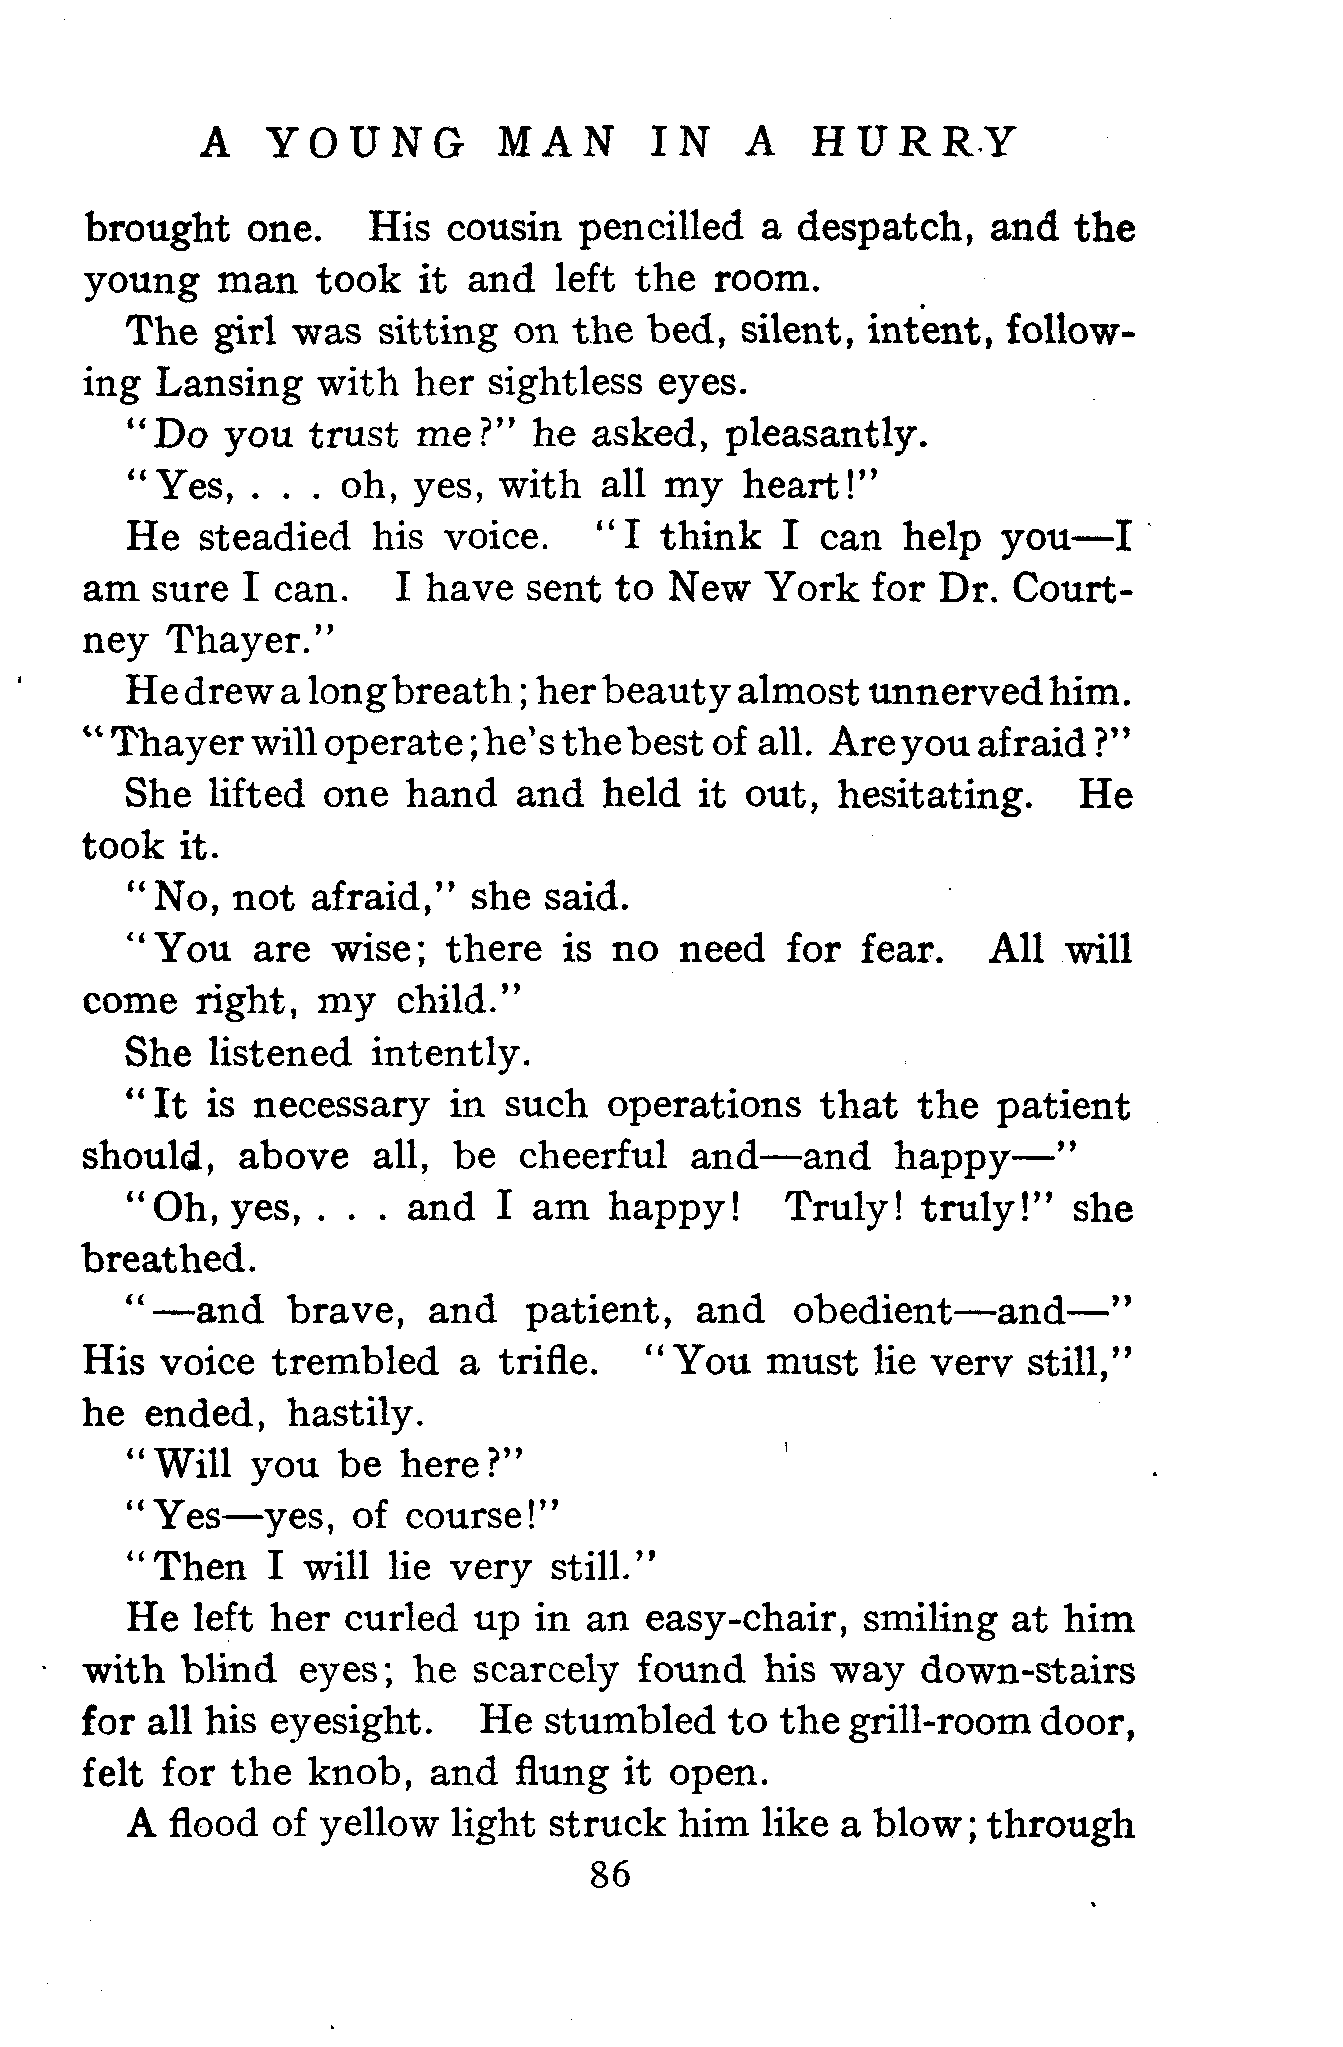 A YOUNG MAN IN A HURRY
brought one. His cousin pencilled a despatch, and the
young man took it and left the room.
The girl was sitting on the bed, silent, intent, follow-
ing Lansing with her sightless eyes.
"Do you trust me?" he asked, pleasantly.
"Yes, . . . oh, yes, with all my heart!"
He steadied his voice. "I think I can help you—I
am sure I can. I have sent to New York for Dr. Court-
ney Thayer."
He drew a long breath; her beauty almost unnerved him.
"Thayer will operate; he's the best of all. Are you afraid?"
She lifted one hand and held it out, hesitating. He
took it.
"No, not afraid," she said.
"You are wise; there is no need for fear. All will
come right, my child."
She listened intently.
"It is necessary in such operations that the patient
should, above all, be cheerful and—and happy—"
"Oh, yes, . . . and I am happy! Truly! truly!" she
breathed.
"—and brave, and patient, and obedient—and—"
His voice trembled a trifle. "You must lie verv still,"
he ended, hastily.
"Will you be here?"
"Yes—yes, of course!"
"Then I will lie very still."
He left her curled up in an easy-chair, smiling at him
with blind eyes; he scarcely found his way down-stairs
for all his eyesight. He stumbled to the grill-room door,
felt for the knob, and flung it open.
A flood of yellow light struck him like a blow; through
86